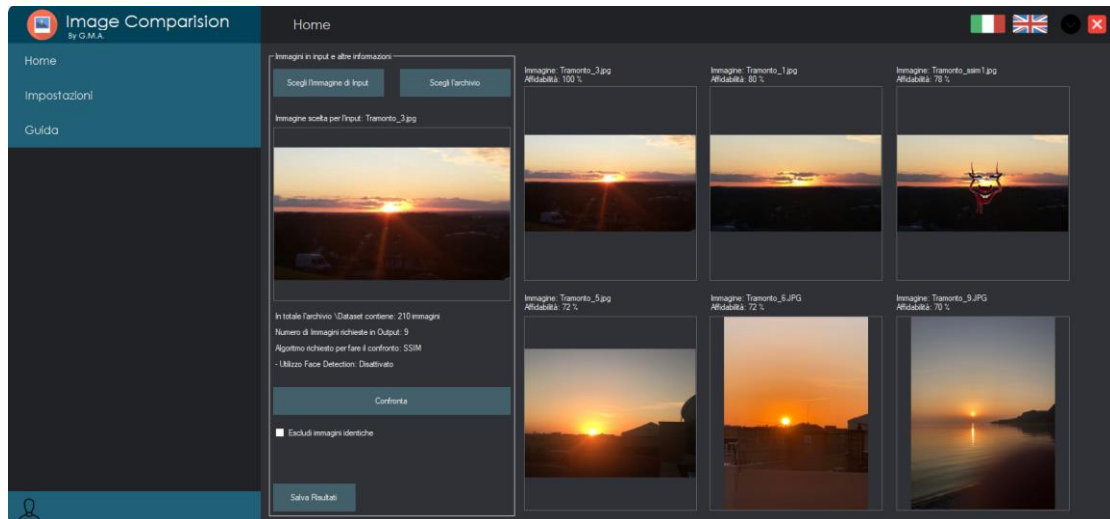 Image Comparision
By G.M.A.
Home
Home
Impostazioni
Guida
Immagini in input e altre informazioni
Scegli l'immagine di Input
Scegli l'archivio
Immagine scelta per l'input: Tramonto_3.jpg
In totale l'archivio \Dataset contiene: 210 immagini
Numero di Immagini richieste in Output: 9
Algoritmo richiesto per fare il confronto: SSIM
- Utilizzo Face Detection: Disattivato
Confronta
Escludi immagini identiche
Salva Risultati
Immagine: Tramonto_3.jpg
Affidabilità: 100 %
Immagine: Tramonto_1.jpg
Affidabilità: 80 %
Immagine: Tramonto_ssim1.jpg
Affidabilità: 78 %
Immagine: Tramonto_5.jpg
Affidabilità: 72 %
Immagine: Tramonto_6.JPG
Affidabilità: 72 %
Immagine: Tramonto_9.JPG
Affidabilità: 70 %